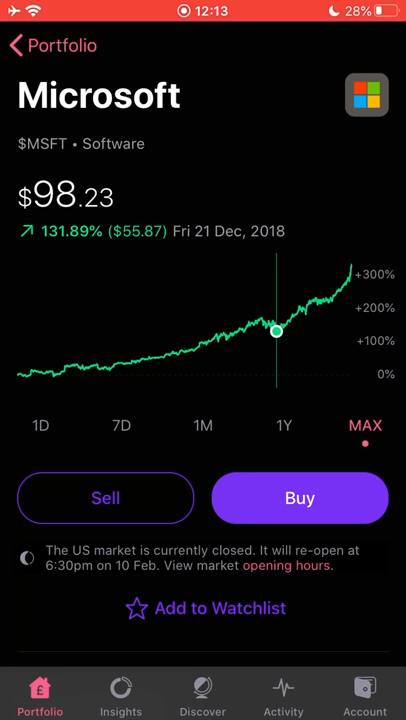 12:13
28%
Portfolio
Microsoft
$MSFT • Software
$98.23
131.89% ($55.87) Fri 21 Dec, 2018
+300%
+200%
+100%
0%
1D 7D 1M 1Y MAX
Sell Buy
The US market is currently closed. It will re-open at
6:30pm on 10 Feb. View market opening hours.
Add to Watchlist
£
Portfolio Insights Discover Activity Account